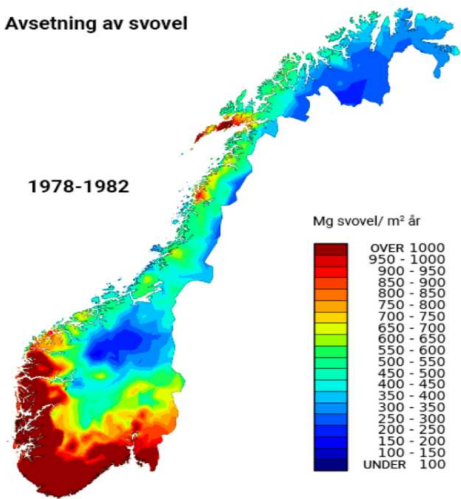 Avsetning av svovel
1978-1982
Mg svovel/ m² år
OVER 1000
950 - 1000
900 - 950
850 - 900
800 - 850
750 - 800
700 - 750
650 - 700
600 - 650
550 - 600
500 - 550
450 - 500
400 - 450
350 - 400
300 - 350
250 - 300
200 - 250
150 - 200
100 - 150
UNDER 100